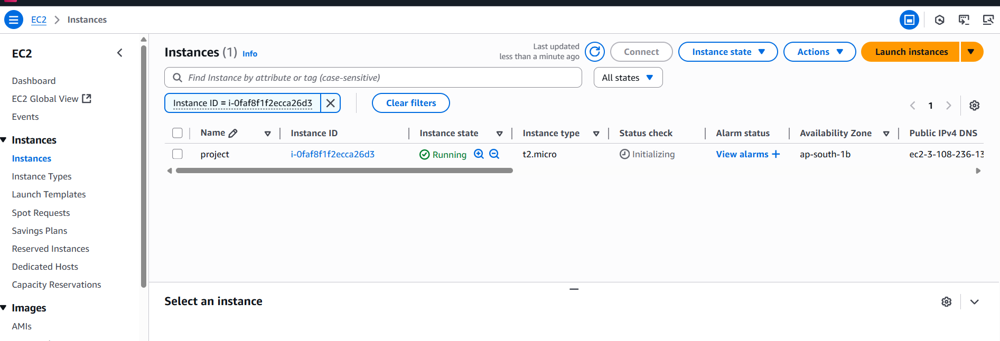 EC2 > Instances
EC2
Dashboard
EC2 Global View
Events
Instances
Instances
Instance Types
Launch Templates
Spot Requests
Savings Plans
Reserved Instances
Dedicated Hosts
Capacity Reservations
Images
AMIs
Instances (1) Info
Last updated
less than a minute ago
Connect
Instance state
Actions
Launch instances
Find Instance by attribute or tag (case-sensitive)
All states
Instance ID = i-0faf8f1f2ecca26d3
Clear filters
1
Name Instance ID Instance state Instance type Status check Alarm status Availability Zone Public IPv4 DNS
project i-0faf8f1f2ecca26d3 Running t2.micro Initializing View alarms + ap-south-1b ec2-3-108-236-13
Select an instance